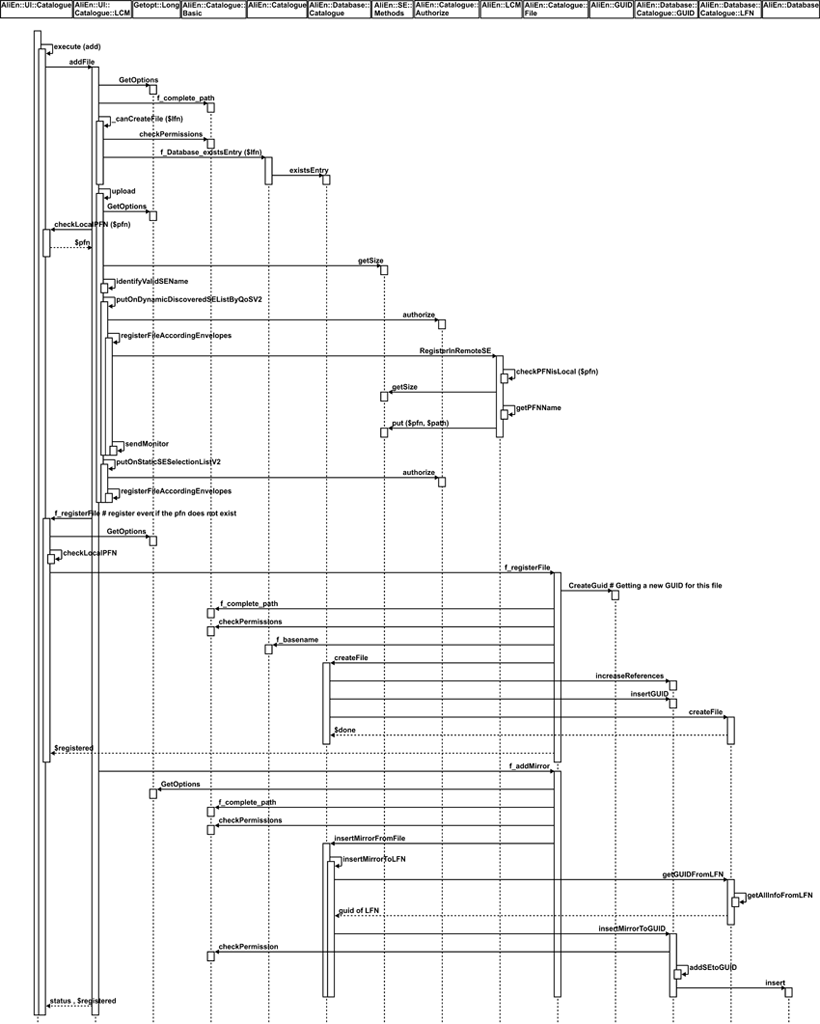 AliEn::UI::Catalogue
AliEn::UI::
Catalogue::LCM
Getopt::Long
AliEn::Catalogue::
Basic
AliEn::Catalogue
AliEn::Database::
Catalogue
AliEn::SE::
Methods
AliEn::Catalogue::
Authorize
AliEn::LCM
AliEn::Catalogue::
File
AliEn::GUID
AliEn::Database::
Catalogue::GUID
AliEn::Database::
Catalogue::LFN
AliEn::Database
execute (add)
addFile
GetOptions
f_complete_path
_canCreateFile ($lfn)
checkPermissions
f_Database_existsEntry ($lfn)
existsEntry
upload
GetOptions
checkLocalPFN ($pfn)
$pfn
getSize
identifyValidSEName
putOnDynamicDiscoveredSEListByQoSV2
authorize
registerFileAccordingEnvelopes
RegisterInRemoteSE
checkPFNisLocal ($pfn)
getSize
getPFNName
put ($pfn, $path)
sendMonitor
putOnStaticSESelectionListV2
authorize
registerFileAccordingEnvelopes
f_registerFile # register even if the pfn does not exist
GetOptions
checkLocalPFN
f_registerFile
CreateGuid # Getting a new GUID for this file
f_complete_path
checkPermissions
f_basename
createFile
increaseReferences
insertGUID
createFile
$done
$registered
f_addMirror
GetOptions
f_complete_path
checkPermissions
insertMirrorFromFile
insertMirrorToLFN
getGUIDFromLFN
getAllInfoFromLFN
guid of LFN
insertMirrorToGUID
checkPermission
addSEtoGUID
insert
status , $registered